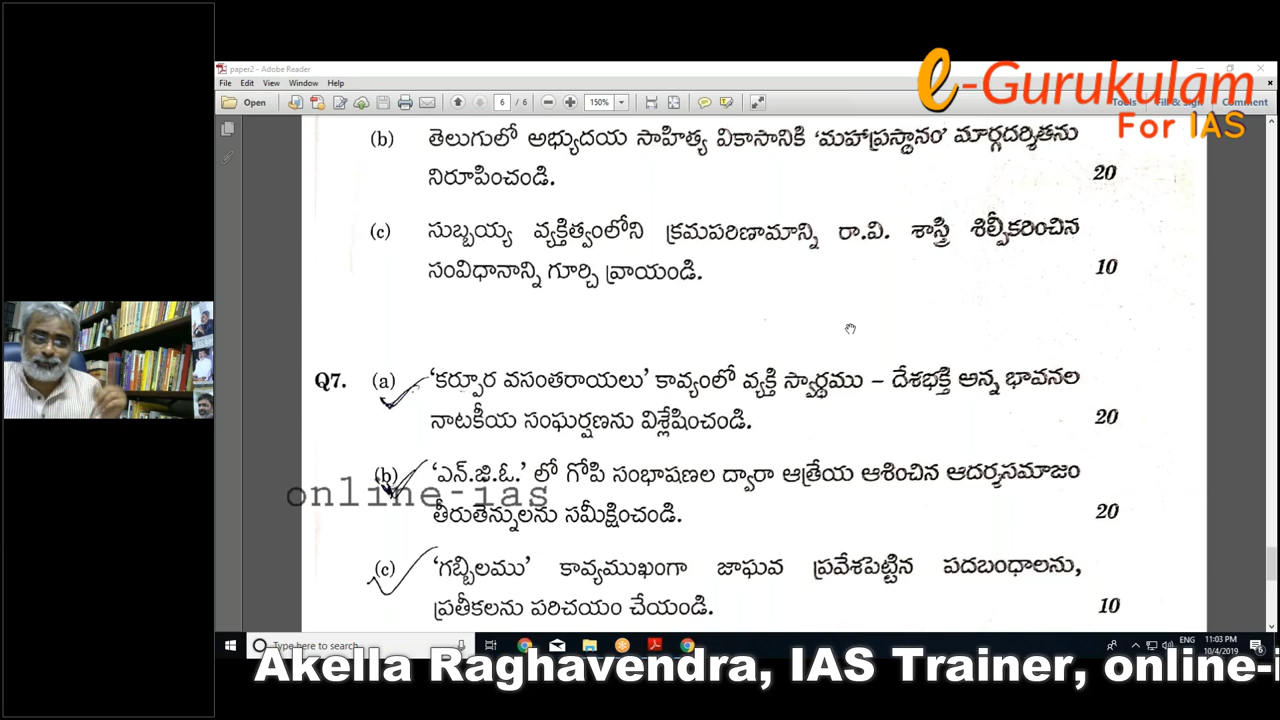 e-Gurukulam
For IAS
paper2 - Adobe Reader
File Edit View Window Help
Open 6 / 6 150% Tools Fill & Sign Comment
(b) తెలుగులో అభ్యుదయ సాహిత్య వికాసానికి ‘మహాప్రస్థానం’ మార్గదర్శితను
నిరూపించండి. 20
(c) సుబ్బయ్య వ్యక్తిత్వంలోని క్రమపరిణామాన్ని రా.వి. శాస్త్రి శిల్పీకరించిన
సంవిధానాన్ని గూర్చి వ్రాయండి. 10
Q7. (a) ‘కర్పూర వసంతరాయలు’ కావ్యంలో వ్యక్తి స్వార్థము – దేశభక్తి అన్న భావనల
నాటకీయ సంఘర్షణను విశ్లేషించండి. 20
(b) ‘ఎన్.జి.ఓ.’ లో గోపి సంభాషణల ద్వారా ఆత్రేయ ఆశించిన ఆదర్శసమాజం
online-ias
తీరుతెన్నులను సమీక్షించండి. 20
(c) ‘గబ్బిలము’ కావ్యముఖంగా జాషువ ప్రవేశపెట్టిన పదబంధాలను,
ప్రతీకలను పరిచయం చేయండి. 10
Type here to search
ENG 11:03 PM
10/4/2019
Akella Raghavendra, IAS Trainer, online-i